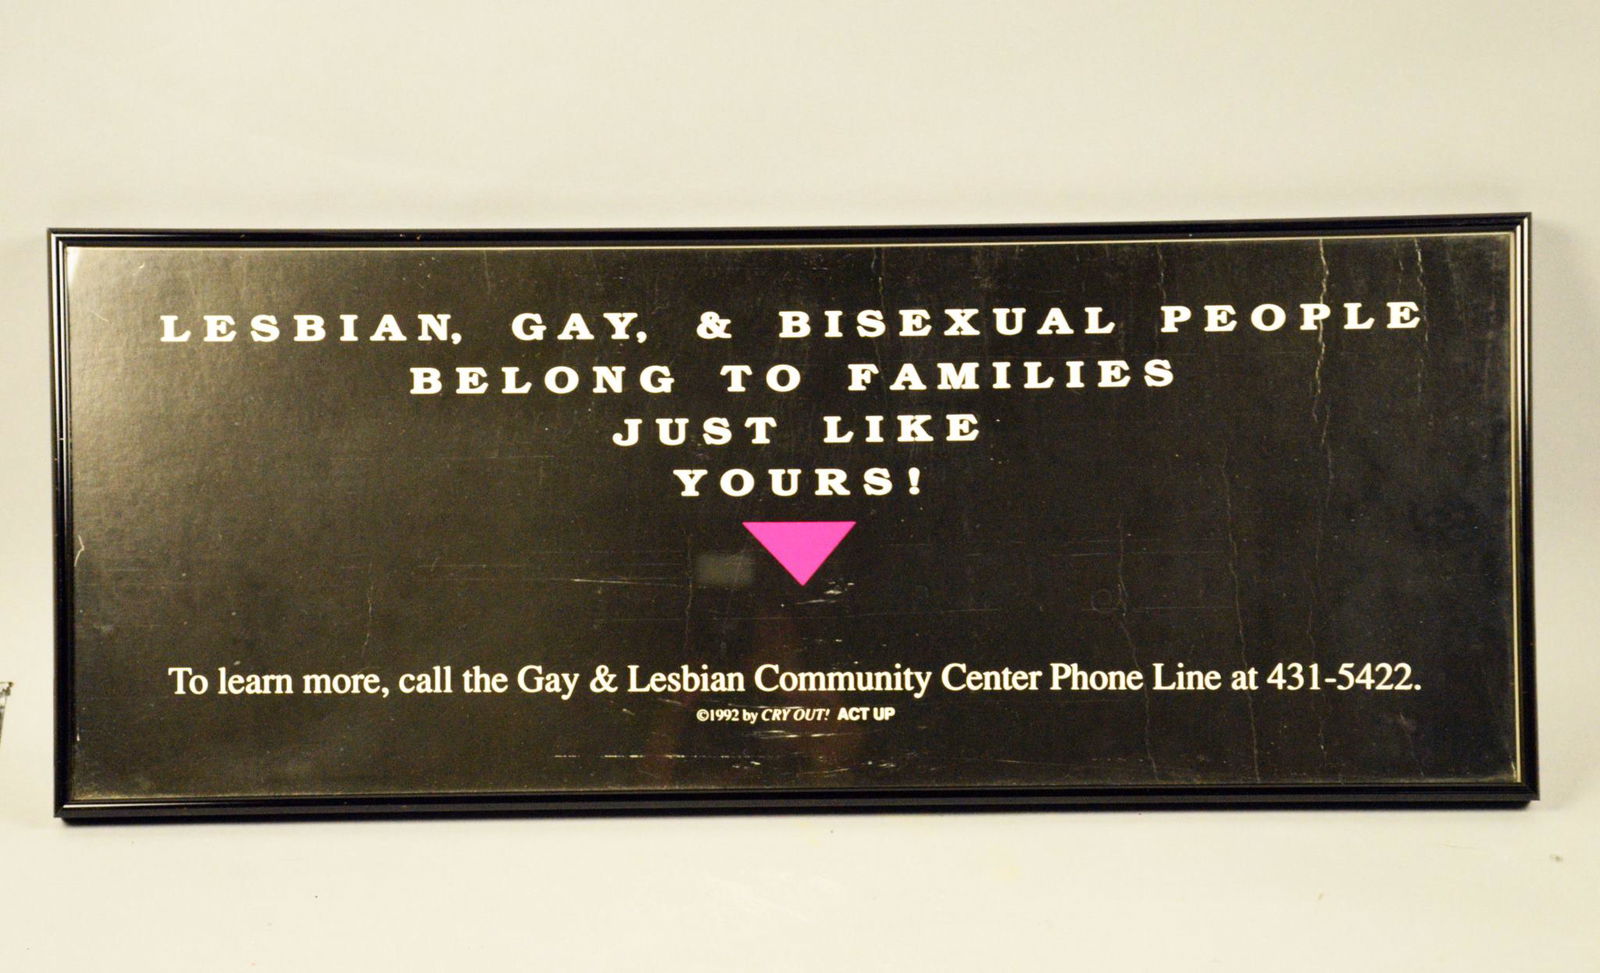 LESBIAN, GAY, & BISEXUAL PEOPLE
BELONG TO FAMILIES
JUST LIKE
YOURS!
To learn more, call the Gay & Lesbian Community Center Phone Line at 431-5422.
©1992 by CRY OUT! ACT UP